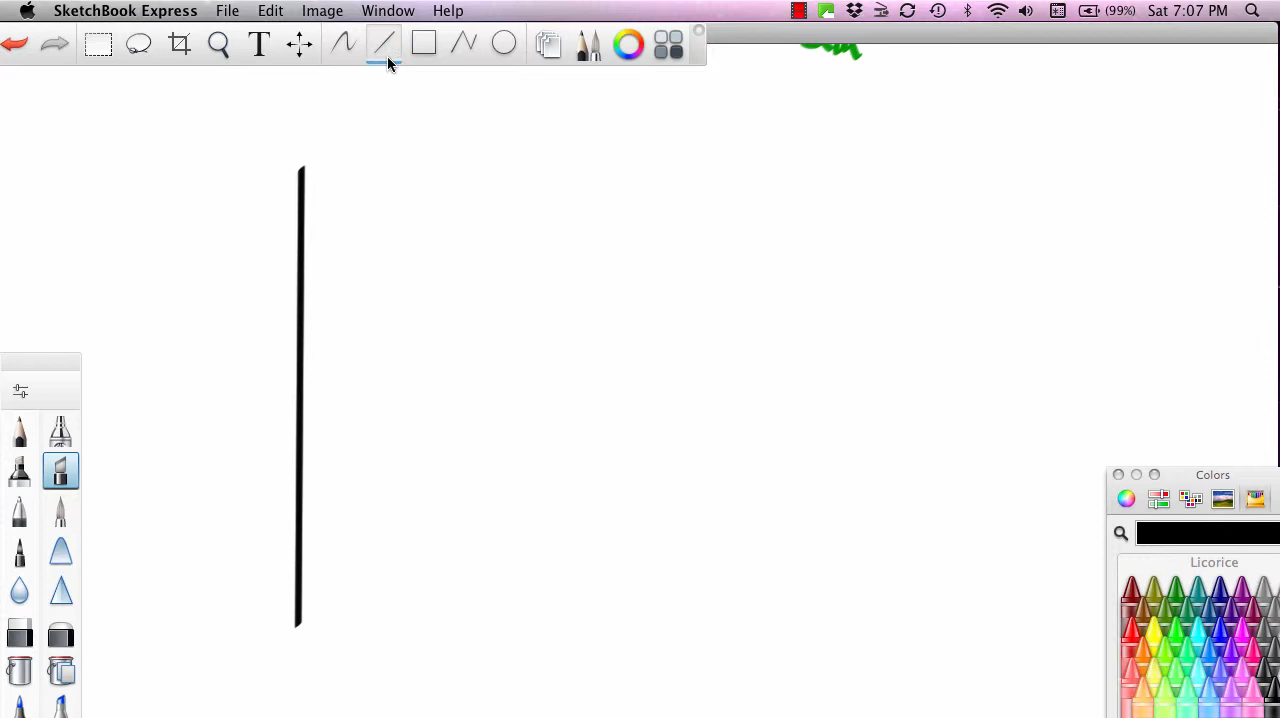 SketchBook Express File Edit Image Window Help (99%) Sat 7:07 PM
T
Colors
Licorice